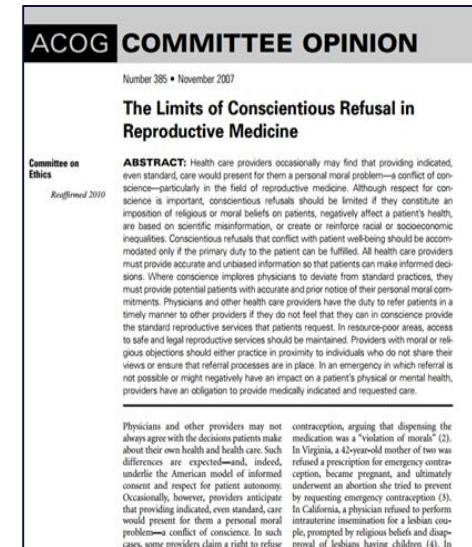 ACOG COMMITTEE OPINION
Number 385 • November 2007
The Limits of Conscientious Refusal in
Reproductive Medicine
Committee on
Ethics
Reaffirmed 2010
ABSTRACT: Health care providers occasionally may find that providing indicated,
even standard, care would present for them a personal moral problem—a conflict of con-
science—particularly in the field of reproductive medicine. Although respect for con-
science is important, conscientious refusals should be limited if they constitute an
imposition of religious or moral beliefs on patients, negatively affect a patient's health,
are based on scientific misinformation, or create or reinforce racial or socioeconomic
inequalities. Conscientious refusals that conflict with patient well-being should be accom-
modated only if the primary duty to the patient can be fulfilled. All health care providers
must provide accurate and unbiased information so that patients can make informed deci-
sions. Where conscience implores physicians to deviate from standard practices, they
must provide potential patients with accurate and prior notice of their personal moral com-
mitments. Physicians and other health care providers have the duty to refer patients in a
timely manner to other providers if they do not feel that they can in conscience provide
the standard reproductive services that patients request. In resource-poor areas, access
to safe and legal reproductive services should be maintained. Providers with moral or reli-
gious objections should either practice in proximity to individuals who do not share their
views or ensure that referral processes are in place. In an emergency in which referral is
not possible or might negatively have an impact on a patient's physical or mental health,
providers have an obligation to provide medically indicated and requested care.
Physicians and other providers may not
always agree with the decisions patients make
about their own health and health care. Such
differences are expected—and, indeed,
underlie the American model of informed
consent and respect for patient autonomy.
Occasionally, however, providers anticipate
that providing indicated, even standard, care
would present for them a personal moral
problem—a conflict of conscience. In such
cases, some providers claim a right to refuse
contraception, arguing that dispensing the
medication was a "violation of morals" (2).
In Virginia, a 42-year-old mother of two was
refused a prescription for emergency contra-
ception, became pregnant, and ultimately
underwent an abortion she tried to prevent
by requesting emergency contraception (3).
In California, a physician refused to perform
intrauterine insemination for a lesbian cou-
ple, prompted by religious beliefs and disap-
proval of lesbians having children (4). In